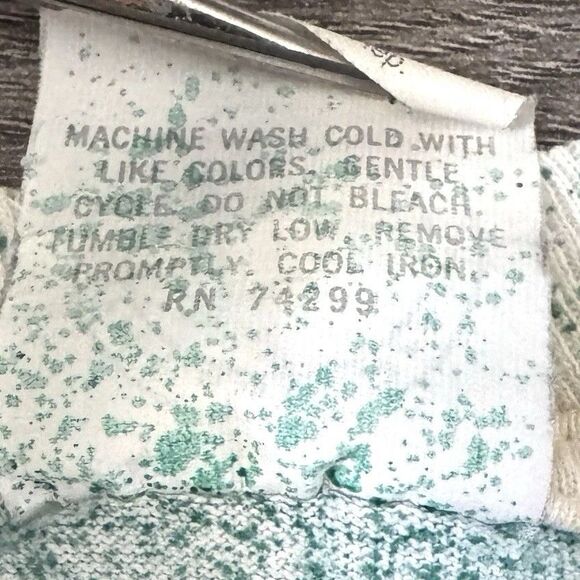 MACHINE WASH COLD WITH
LIKE COLORS. GENTLE
CYCLE. DO NOT BLEACH.
TUMBLE DRY LOW. REMOVE
PROMPTLY. COOL IRON.
RN 74299